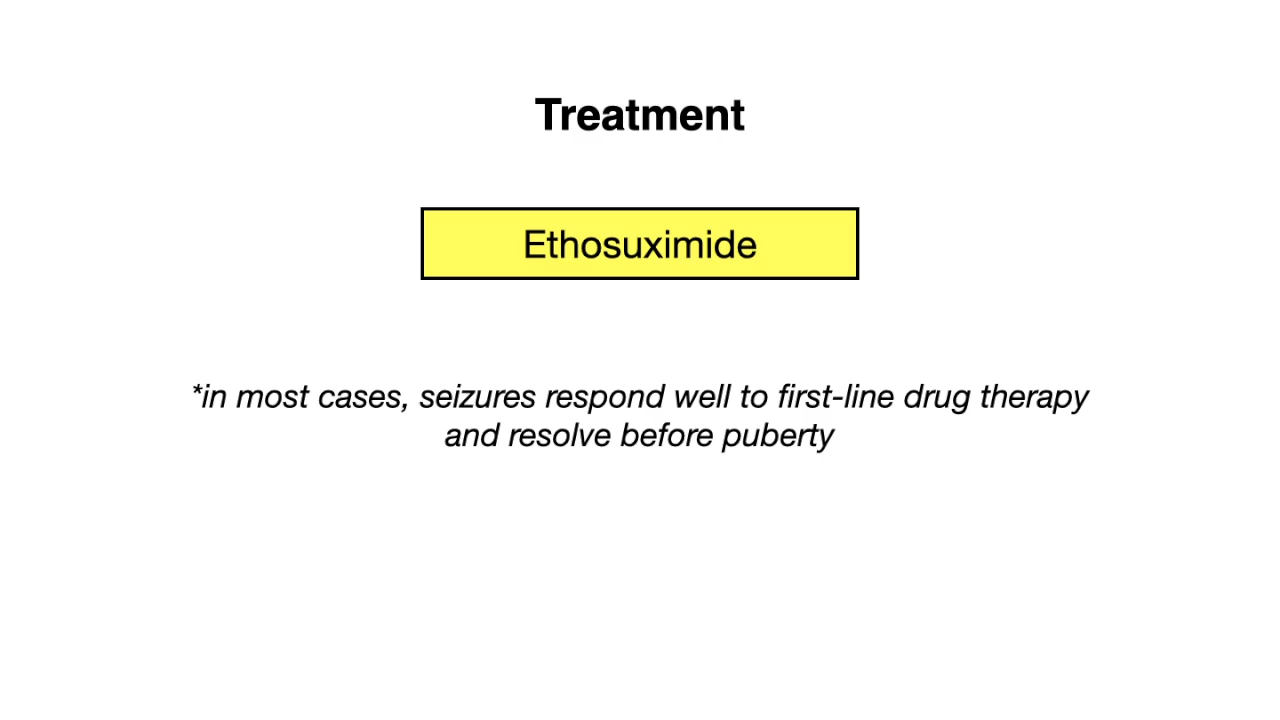 Treatment
Ethosuximide
*in most cases, seizures respond well to first-line drug therapy
and resolve before puberty